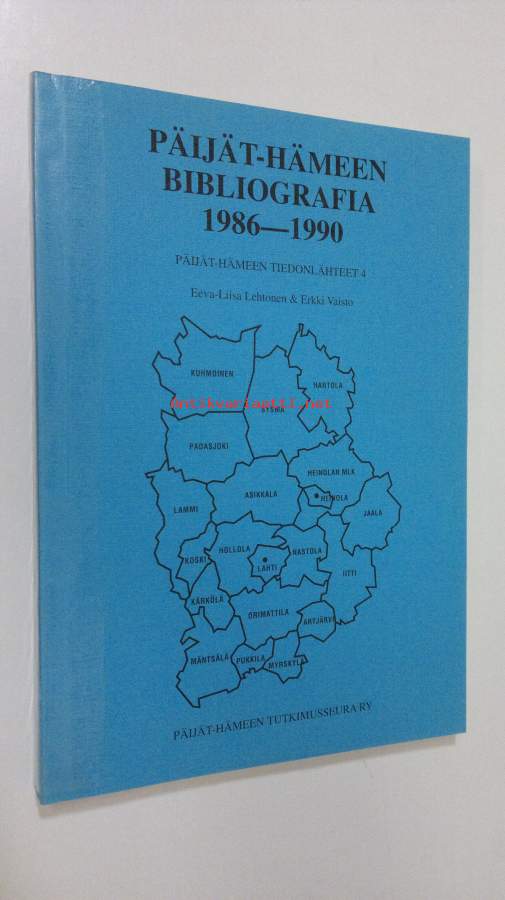 PÄIJÄT-HÄMEEN
BIBLIOGRAFIA
1986—1990
PÄIJÄT-HÄMEEN TIEDONLÄHTEET 4
Eeva-Liisa Lehtonen & Erkki Vaisto
KUHMOINEN
HARTOLA
Antikvariaatti.net
SYSMÄ
PADASJOKI
HEINOLAN MLK
ASIKKALA
HEINOLA
LAMMI
JAALA
HOLLOLA
NASTOLA
KOSKI
LAHTI
IITTI
KÄRKÖLÄ
ORIMATTILA
ARTJÄRVI
MÄNTSÄLÄ
PUKKILA
MYRSKYLÄ
PÄIJÄT-HÄMEEN TUTKIMUSSEURA RY